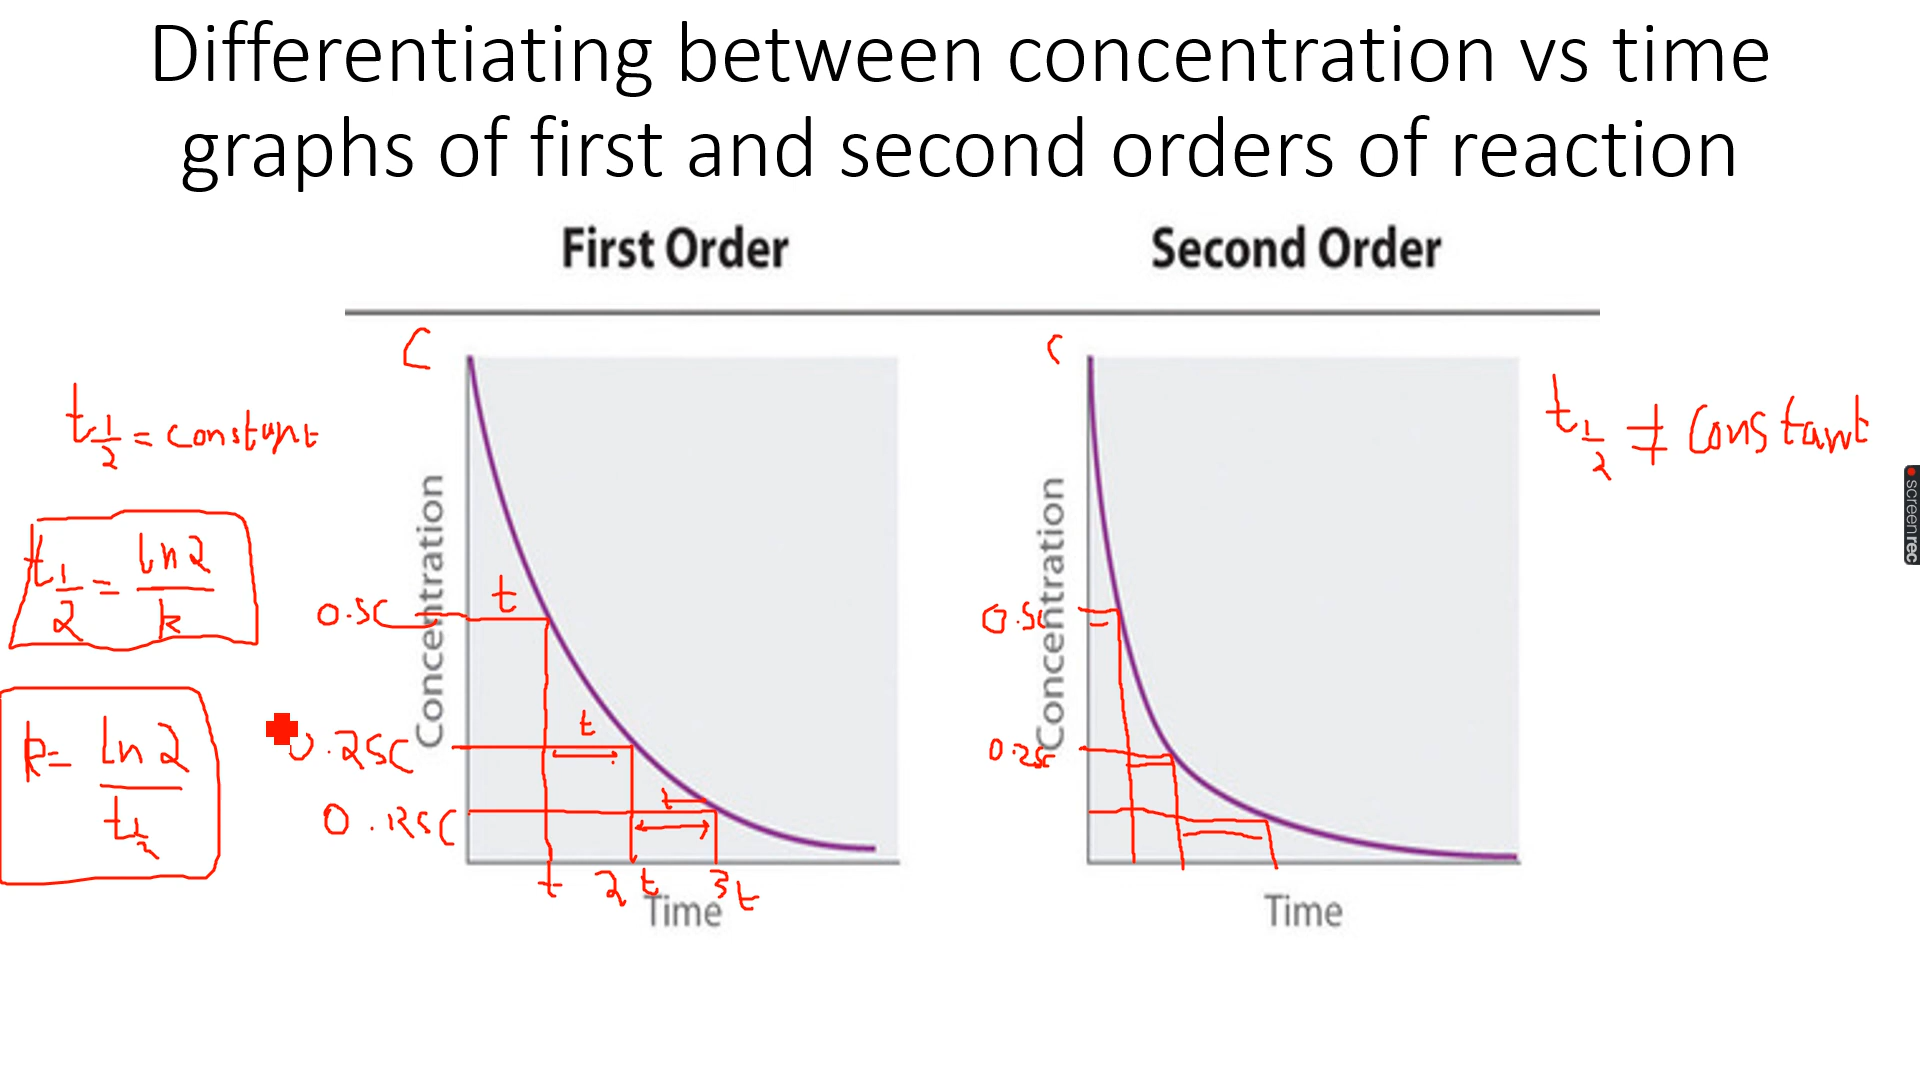 Differentiating between concentration vs time
graphs of first and second orders of reaction
First Order
Second Order
C
t1/2 = constant
t1/2 = ln2/k
k = ln2/t1/2
Concentration
0.5C
0.25C
0.125C
t
t
t
t
2t
3t
Time
C
t1/2 ≠ constant
Concentration
0.5C
0.25C
Time
screenrec